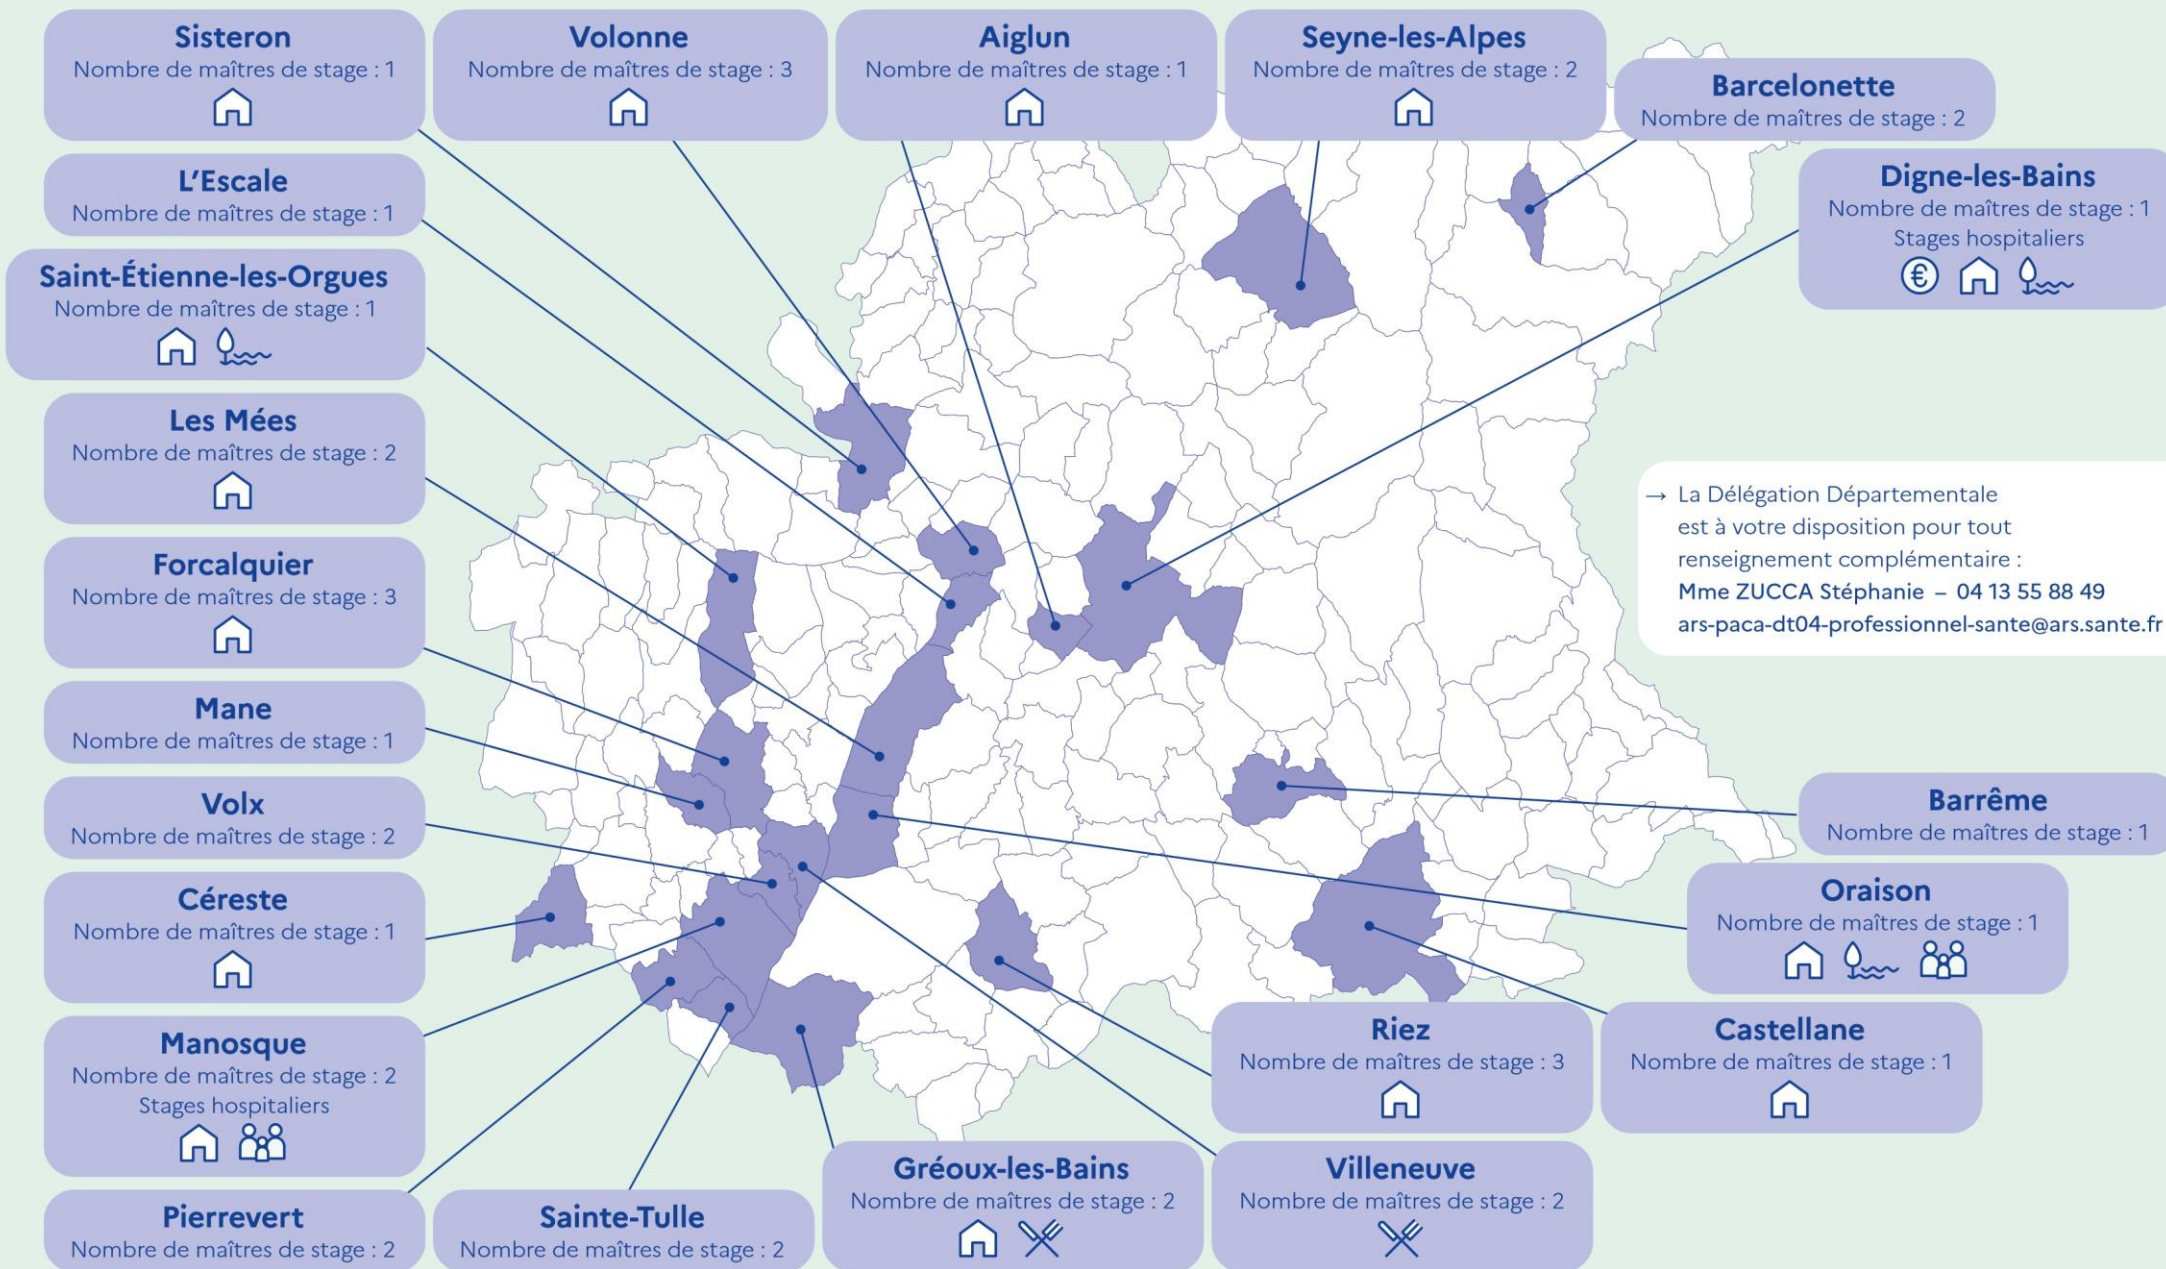 Sisteron
Nombre de maîtres de stage : 1
Volonne
Nombre de maîtres de stage : 3
Aiglun
Nombre de maîtres de stage : 1
Seyne-les-Alpes
Nombre de maîtres de stage : 2
Barcelonette
Nombre de maîtres de stage : 2
L'Escale
Nombre de maîtres de stage : 1
Digne-les-Bains
Nombre de maîtres de stage : 1
Stages hospitaliers
€
Saint-Étienne-les-Orgues
Nombre de maîtres de stage : 1
Les Mées
Nombre de maîtres de stage : 2
→ La Délégation Départementale
est à votre disposition pour tout
renseignement complémentaire :
Mme ZUCCA Stéphanie – 04 13 55 88 49
ars-paca-dt04-professionnel-sante@ars.sante.fr
Forcalquier
Nombre de maîtres de stage : 3
Mane
Nombre de maîtres de stage : 1
Volx
Nombre de maîtres de stage : 2
Barrême
Nombre de maîtres de stage : 1
Céreste
Nombre de maîtres de stage : 1
Oraison
Nombre de maîtres de stage : 1
Manosque
Nombre de maîtres de stage : 2
Stages hospitaliers
Riez
Nombre de maîtres de stage : 3
Castellane
Nombre de maîtres de stage : 1
Pierrevert
Nombre de maîtres de stage : 2
Sainte-Tulle
Nombre de maîtres de stage : 2
Gréoux-les-Bains
Nombre de maîtres de stage : 2
Villeneuve
Nombre de maîtres de stage : 2